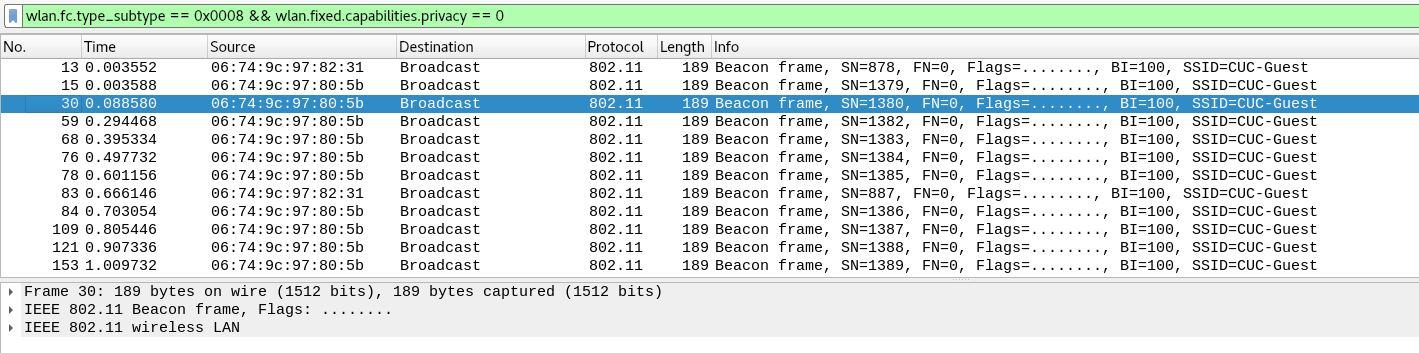 wlan.fc.type_subtype == 0x0008 && wlan.fixed.capabilities.privacy == 0
No. Time Source Destination Protocol Length Info
13 0.003552 06:74:9c:97:82:31 Broadcast 802.11 189 Beacon frame, SN=878, FN=0, Flags=........, BI=100, SSID=CUC-Guest
15 0.003588 06:74:9c:97:80:5b Broadcast 802.11 189 Beacon frame, SN=1379, FN=0, Flags=........, BI=100, SSID=CUC-Guest
30 0.088580 06:74:9c:97:80:5b Broadcast 802.11 189 Beacon frame, SN=1380, FN=0, Flags=........, BI=100, SSID=CUC-Guest
59 0.294468 06:74:9c:97:80:5b Broadcast 802.11 189 Beacon frame, SN=1382, FN=0, Flags=........, BI=100, SSID=CUC-Guest
68 0.395334 06:74:9c:97:80:5b Broadcast 802.11 189 Beacon frame, SN=1383, FN=0, Flags=........, BI=100, SSID=CUC-Guest
76 0.497732 06:74:9c:97:80:5b Broadcast 802.11 189 Beacon frame, SN=1384, FN=0, Flags=........, BI=100, SSID=CUC-Guest
78 0.601156 06:74:9c:97:80:5b Broadcast 802.11 189 Beacon frame, SN=1385, FN=0, Flags=........, BI=100, SSID=CUC-Guest
83 0.666146 06:74:9c:97:82:31 Broadcast 802.11 189 Beacon frame, SN=887, FN=0, Flags=........, BI=100, SSID=CUC-Guest
84 0.703054 06:74:9c:97:80:5b Broadcast 802.11 189 Beacon frame, SN=1386, FN=0, Flags=........, BI=100, SSID=CUC-Guest
109 0.805446 06:74:9c:97:80:5b Broadcast 802.11 189 Beacon frame, SN=1387, FN=0, Flags=........, BI=100, SSID=CUC-Guest
121 0.907336 06:74:9c:97:80:5b Broadcast 802.11 189 Beacon frame, SN=1388, FN=0, Flags=........, BI=100, SSID=CUC-Guest
153 1.009732 06:74:9c:97:80:5b Broadcast 802.11 189 Beacon frame, SN=1389, FN=0, Flags=........, BI=100, SSID=CUC-Guest
Frame 30: 189 bytes on wire (1512 bits), 189 bytes captured (1512 bits)
IEEE 802.11 Beacon frame, Flags: ........
IEEE 802.11 wireless LAN